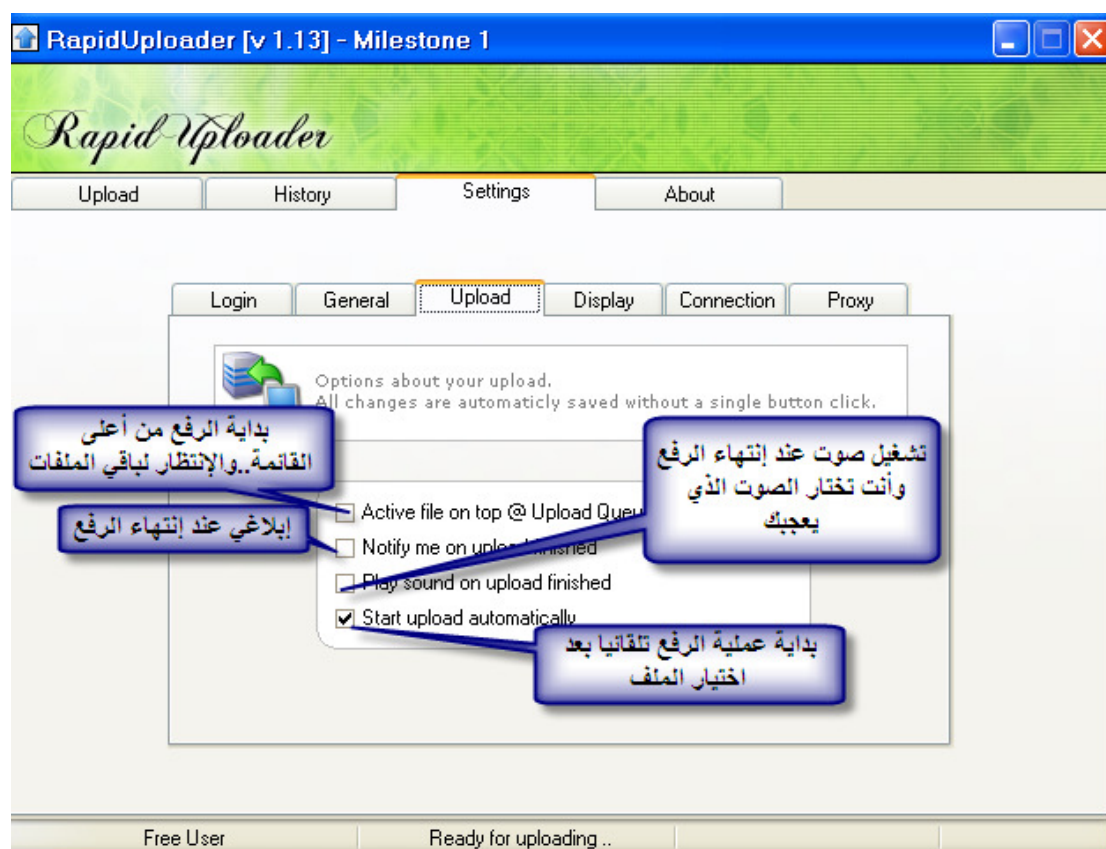 RapidUploader [v 1.13] - Milestone 1
Rapid Uploader
Upload History Settings About
Login General Upload Display Connection Proxy
Options about your upload.
All changes are automaticly saved without a single button click.
بداية الرفع من أعلى
القائمة..والإنتظار لباقي الملفات
تشغيل صوت عند إنتهاء الرفع
وأنت تختار الصوت الذي
يعجبك
Active file on top @ Upload
إبلاغي عند إنتهاء الرفع
Notify me on upload finished
Play sound on upload finished
Start upload automatically
بداية عملية الرفع تلقائيا بعد
اختيار الملف
Free User Ready for uploading ..